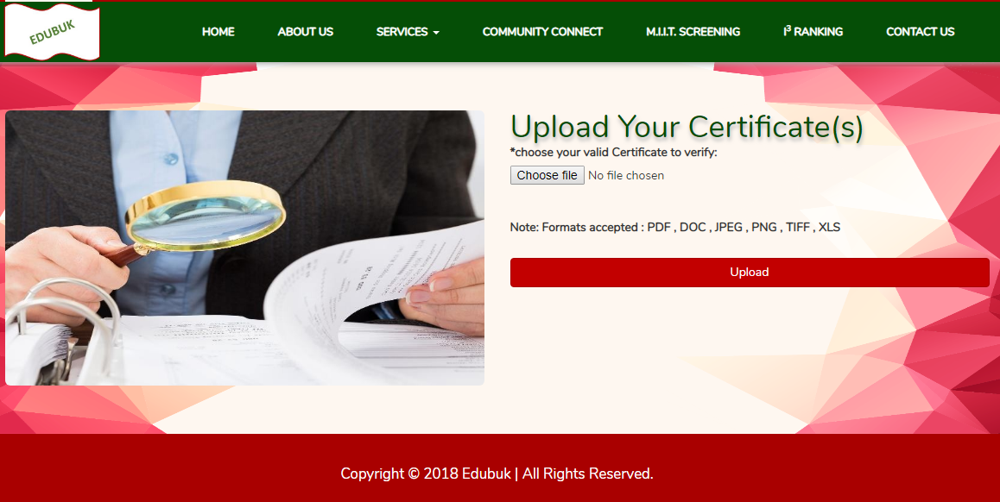 EDUBUK
HOME ABOUT US SERVICES COMMUNITY CONNECT M.I.I.T. SCREENING I³ RANKING CONTACT US
Upload Your Certificate(s)
*choose your valid Certificate to verify:
Choose file No file chosen
Note: Formats accepted : PDF , DOC , JPEG , PNG , TIFF , XLS
Upload
Copyright © 2018 Edubuk | All Rights Reserved.